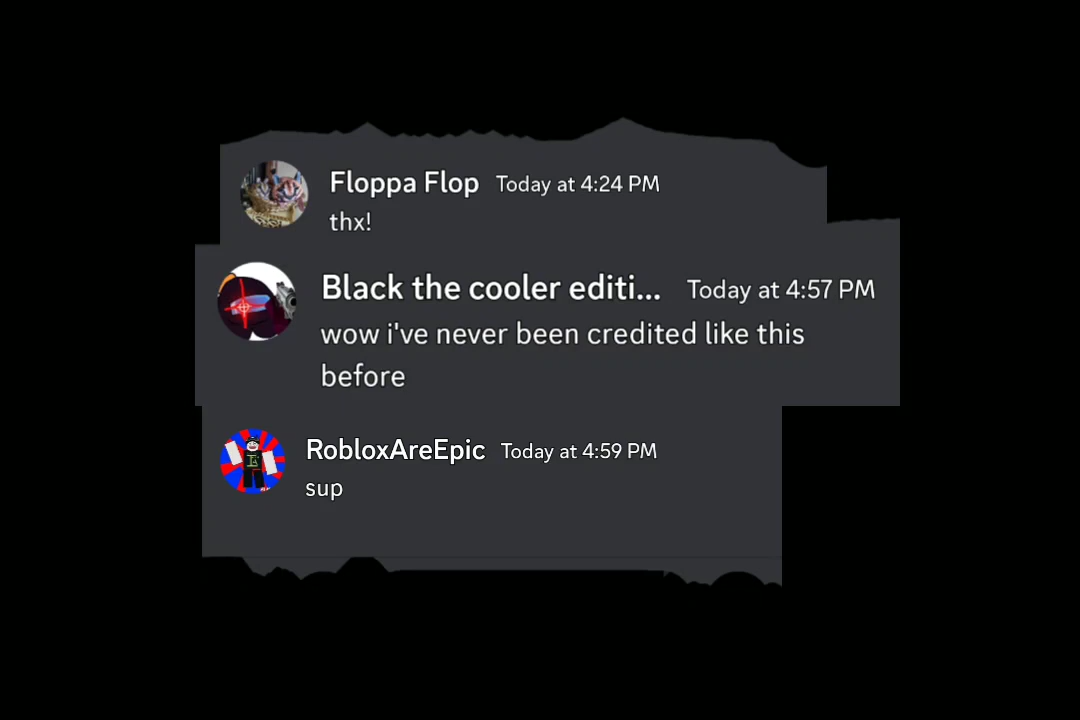 Floppa Flop Today at 4:24 PM
thx!
Black the cooler editi... Today at 4:57 PM
wow i've never been credited like this
before
RobloxAreEpic Today at 4:59 PM
sup